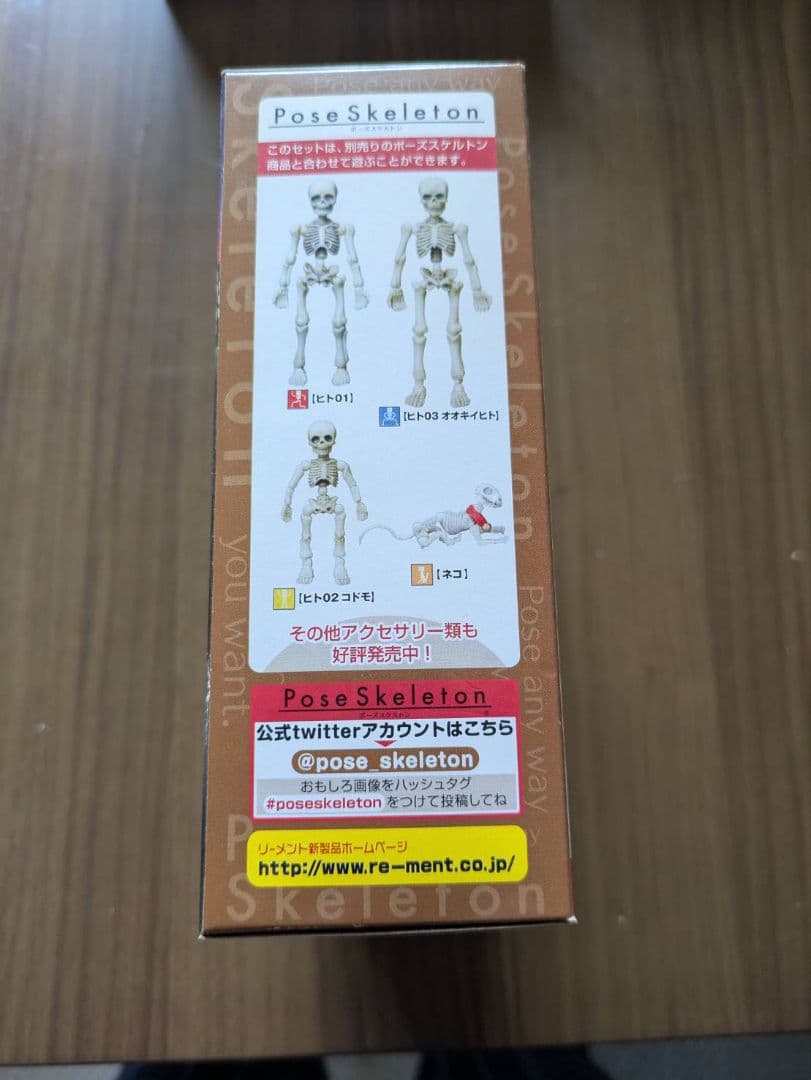 Pose any way
Skeleton
you want.
Pose Skeleton
ポーズスケルトン
このセットは、別売りのポーズスケルトン
商品と合わせて遊ぶことができます。
【ヒト01】
【ヒト03 オオキイヒト】
【ヒト02 コドモ】
【ネコ】
その他アクセサリー類も
好評発売中！
Pose Skeleton
ポーズスケルトン
公式twitterアカウントはこちら
@pose_skeleton
おもしろ画像をハッシュタグ
#poseskeleton をつけて投稿してね
リーメント新製品ホームページ
http://www.re-ment.co.jp/
Pose Skeleton
Pose any way
Skeleton